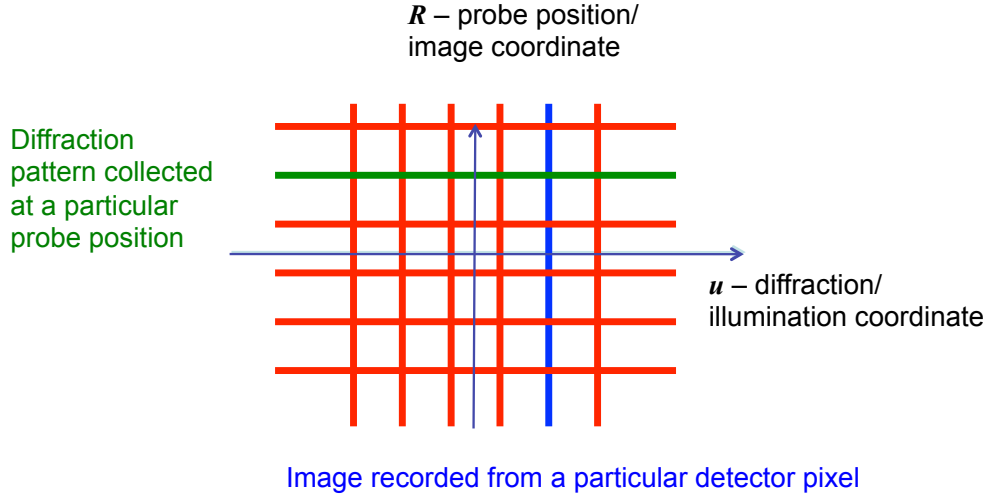 R – probe position/
image coordinate
Diffraction
pattern collected
at a particular
probe position
u – diffraction/
illumination coordinate
Image recorded from a particular detector pixel